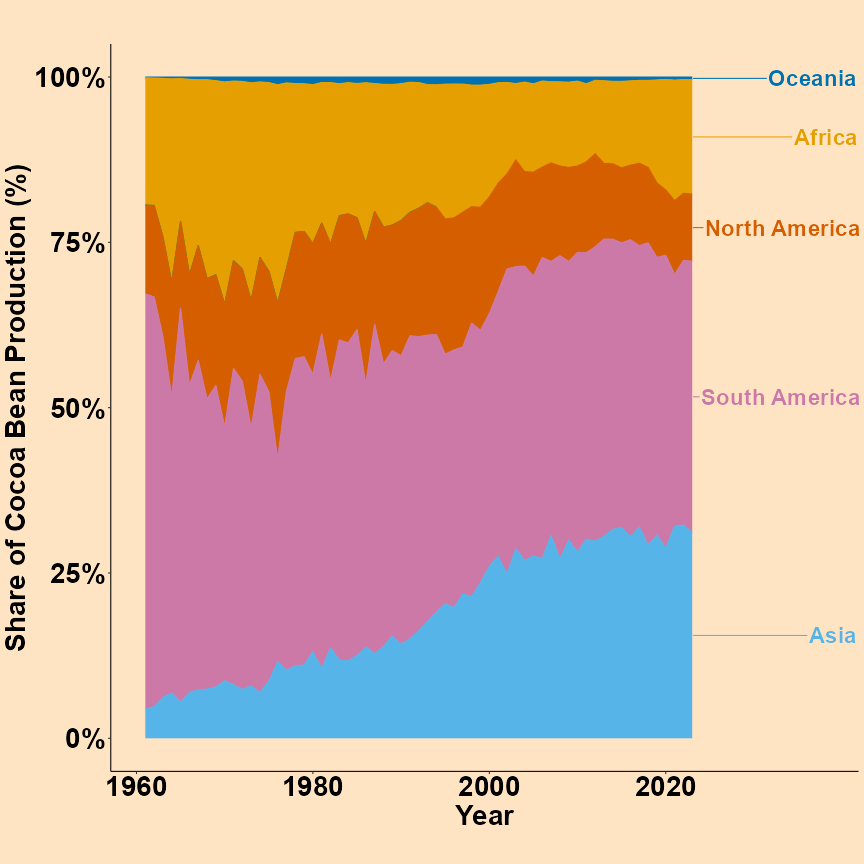 Share of Cocoa Bean Production (%)
100%
75%
50%
25%
0%
1960
1980
2000
2020
Year
Oceania
Africa
North America
South America
Asia